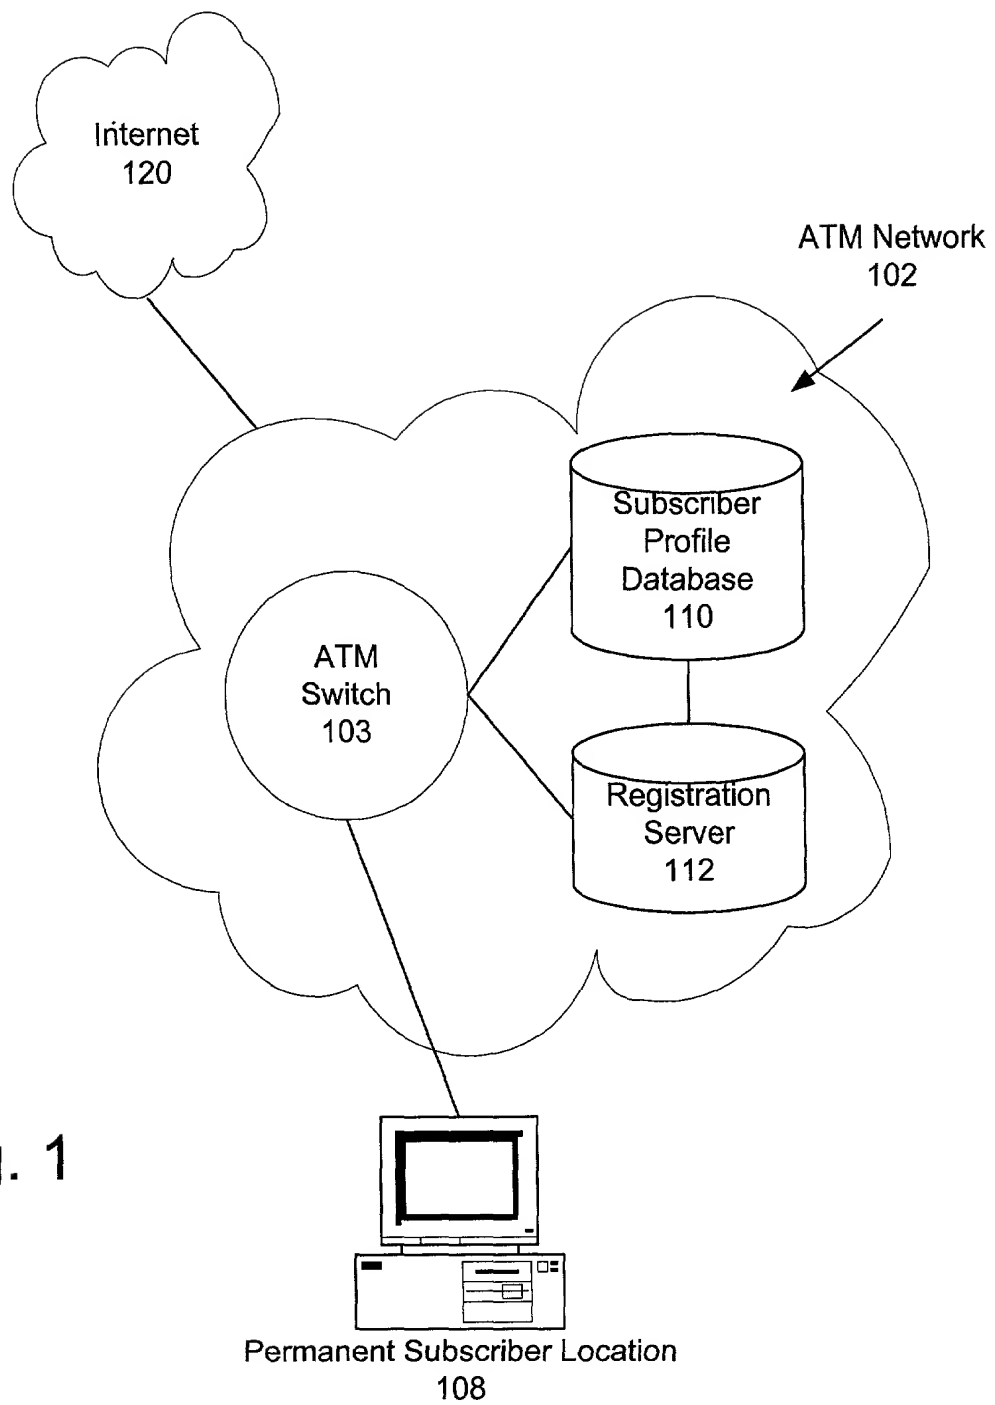 Internet
120
ATM Network
102
Subscriber
Profile
Database
110
ATM
Switch
103
Registration
Server
112
. 1
Permanent Subscriber Location
108